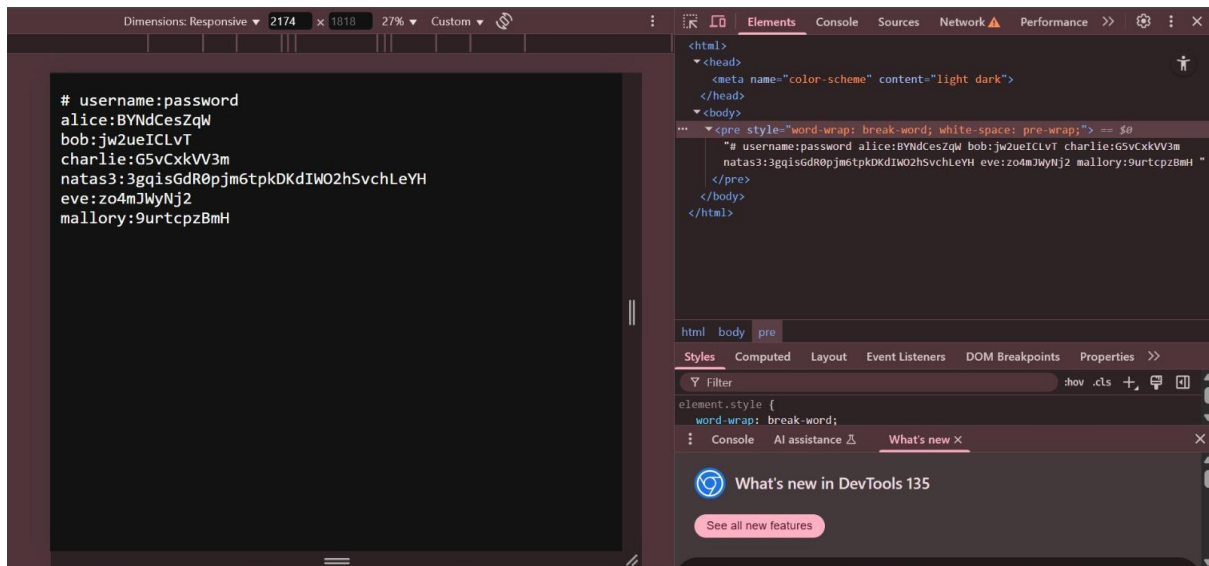 Dimensions: Responsive ▼ 2174 × 1818 27% ▼ Custom ▼
# username:password
alice:BYNdCesZqW
bob:jw2ueICLvT
charlie:G5vCxkVV3m
natas3:3gqisGdR0pjm6tpkDKdIWO2hSvchLeYH
eve:zo4mJWyNj2
mallory:9urtcpzBmH
Elements Console Sources Network Performance
<html>
▼<head>
<meta name="color-scheme" content="light dark">
</head>
▼<body>
··· ▼<pre style="word-wrap: break-word; white-space: pre-wrap;"> == $0
"# username:password alice:BYNdCesZqW bob:jw2ueICLvT charlie:G5vCxkVV3m
natas3:3gqisGdR0pjm6tpkDKdIWO2hSvchLeYH eve:zo4mJWyNj2 mallory:9urtcpzBmH "
</pre>
</body>
</html>
html body pre
Styles Computed Layout Event Listeners DOM Breakpoints Properties
Filter :hov .cls
element.style {
word-wrap: break-word;
Console AI assistance What's new
What's new in DevTools 135
See all new features